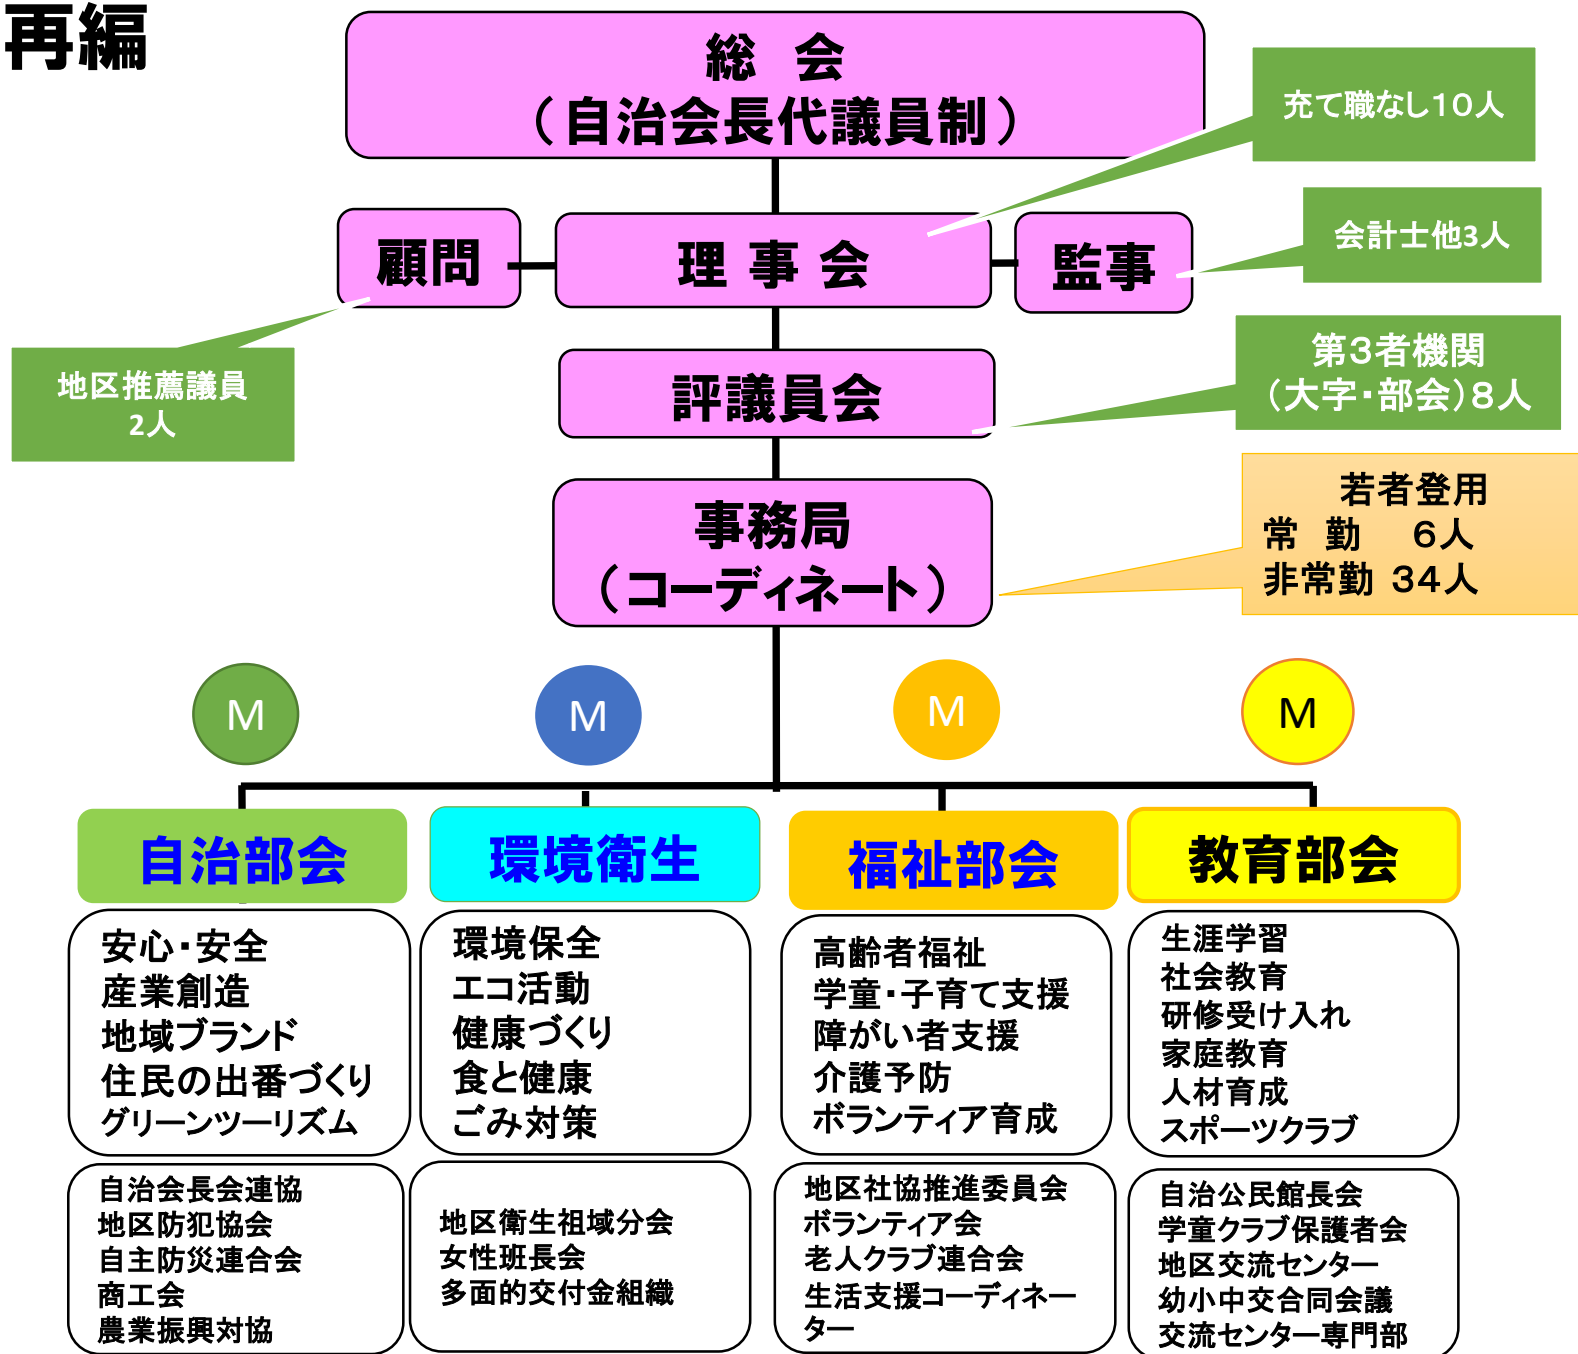 再編
総　会
（自治会長代議員制）
充て職なし１０人
顧問
理 事 会
監事
会計士他3人
地区推薦議員
2人
評議員会
第３者機関
（大字・部会）８人
事務局
（コーディネート）
若者登用
常　勤　６人
非常勤 ３４人
M
M
M
M
自治部会
環境衛生
福祉部会
教育部会
安心・安全
産業創造
地域ブランド
住民の出番づくり
グリーンツーリズム
環境保全
エコ活動
健康づくり
食と健康
ごみ対策
高齢者福祉
学童・子育て支援
障がい者支援
介護予防
ボランティア育成
生涯学習
社会教育
研修受け入れ
家庭教育
人材育成
スポーツクラブ
自治会長会連協
地区防犯協会
自主防災連合会
商工会
農業振興対協
地区衛生祖域分会
女性班長会
多面的交付金組織
地区社協推進委員会
ボランティア会
老人クラブ連合会
生活支援コーディネー
ター
自治公民館長会
学童クラブ保護者会
地区交流センター
幼小中交合同会議
交流センター専門部